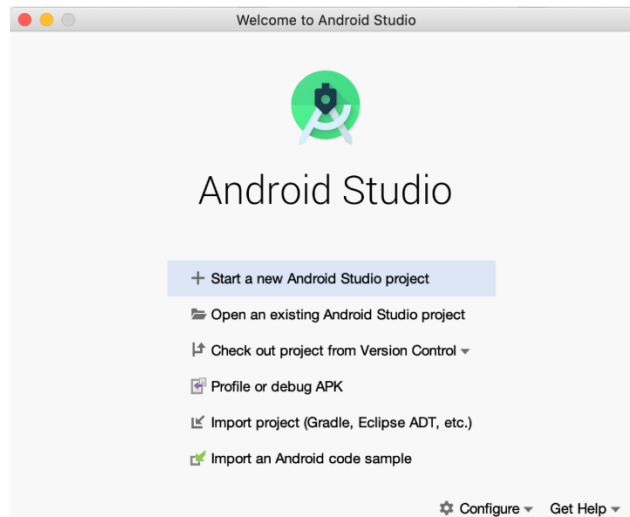 Welcome to Android Studio
Android Studio
Start a new Android Studio project
Open an existing Android Studio project
Check out project from Version Control
Profile or debug APK
Import project (Gradle, Eclipse ADT, etc.)
Import an Android code sample
Configure Get Help